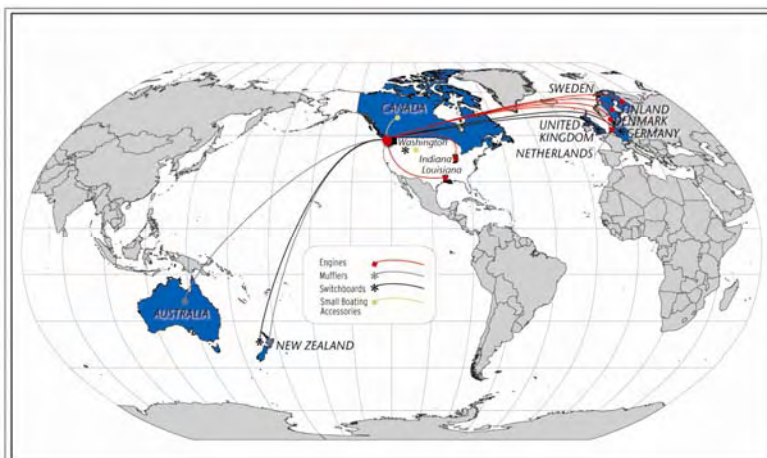 SWEDEN
FINLAND
DENMARK
GERMANY
UNITED
KINGDOM
NETHERLANDS
CANADA
Washington
Indiana
Louisiana
Engines
Mufflers
Switchboards
Small Boating
Accessories
AUSTRALIA
NEW ZEALAND